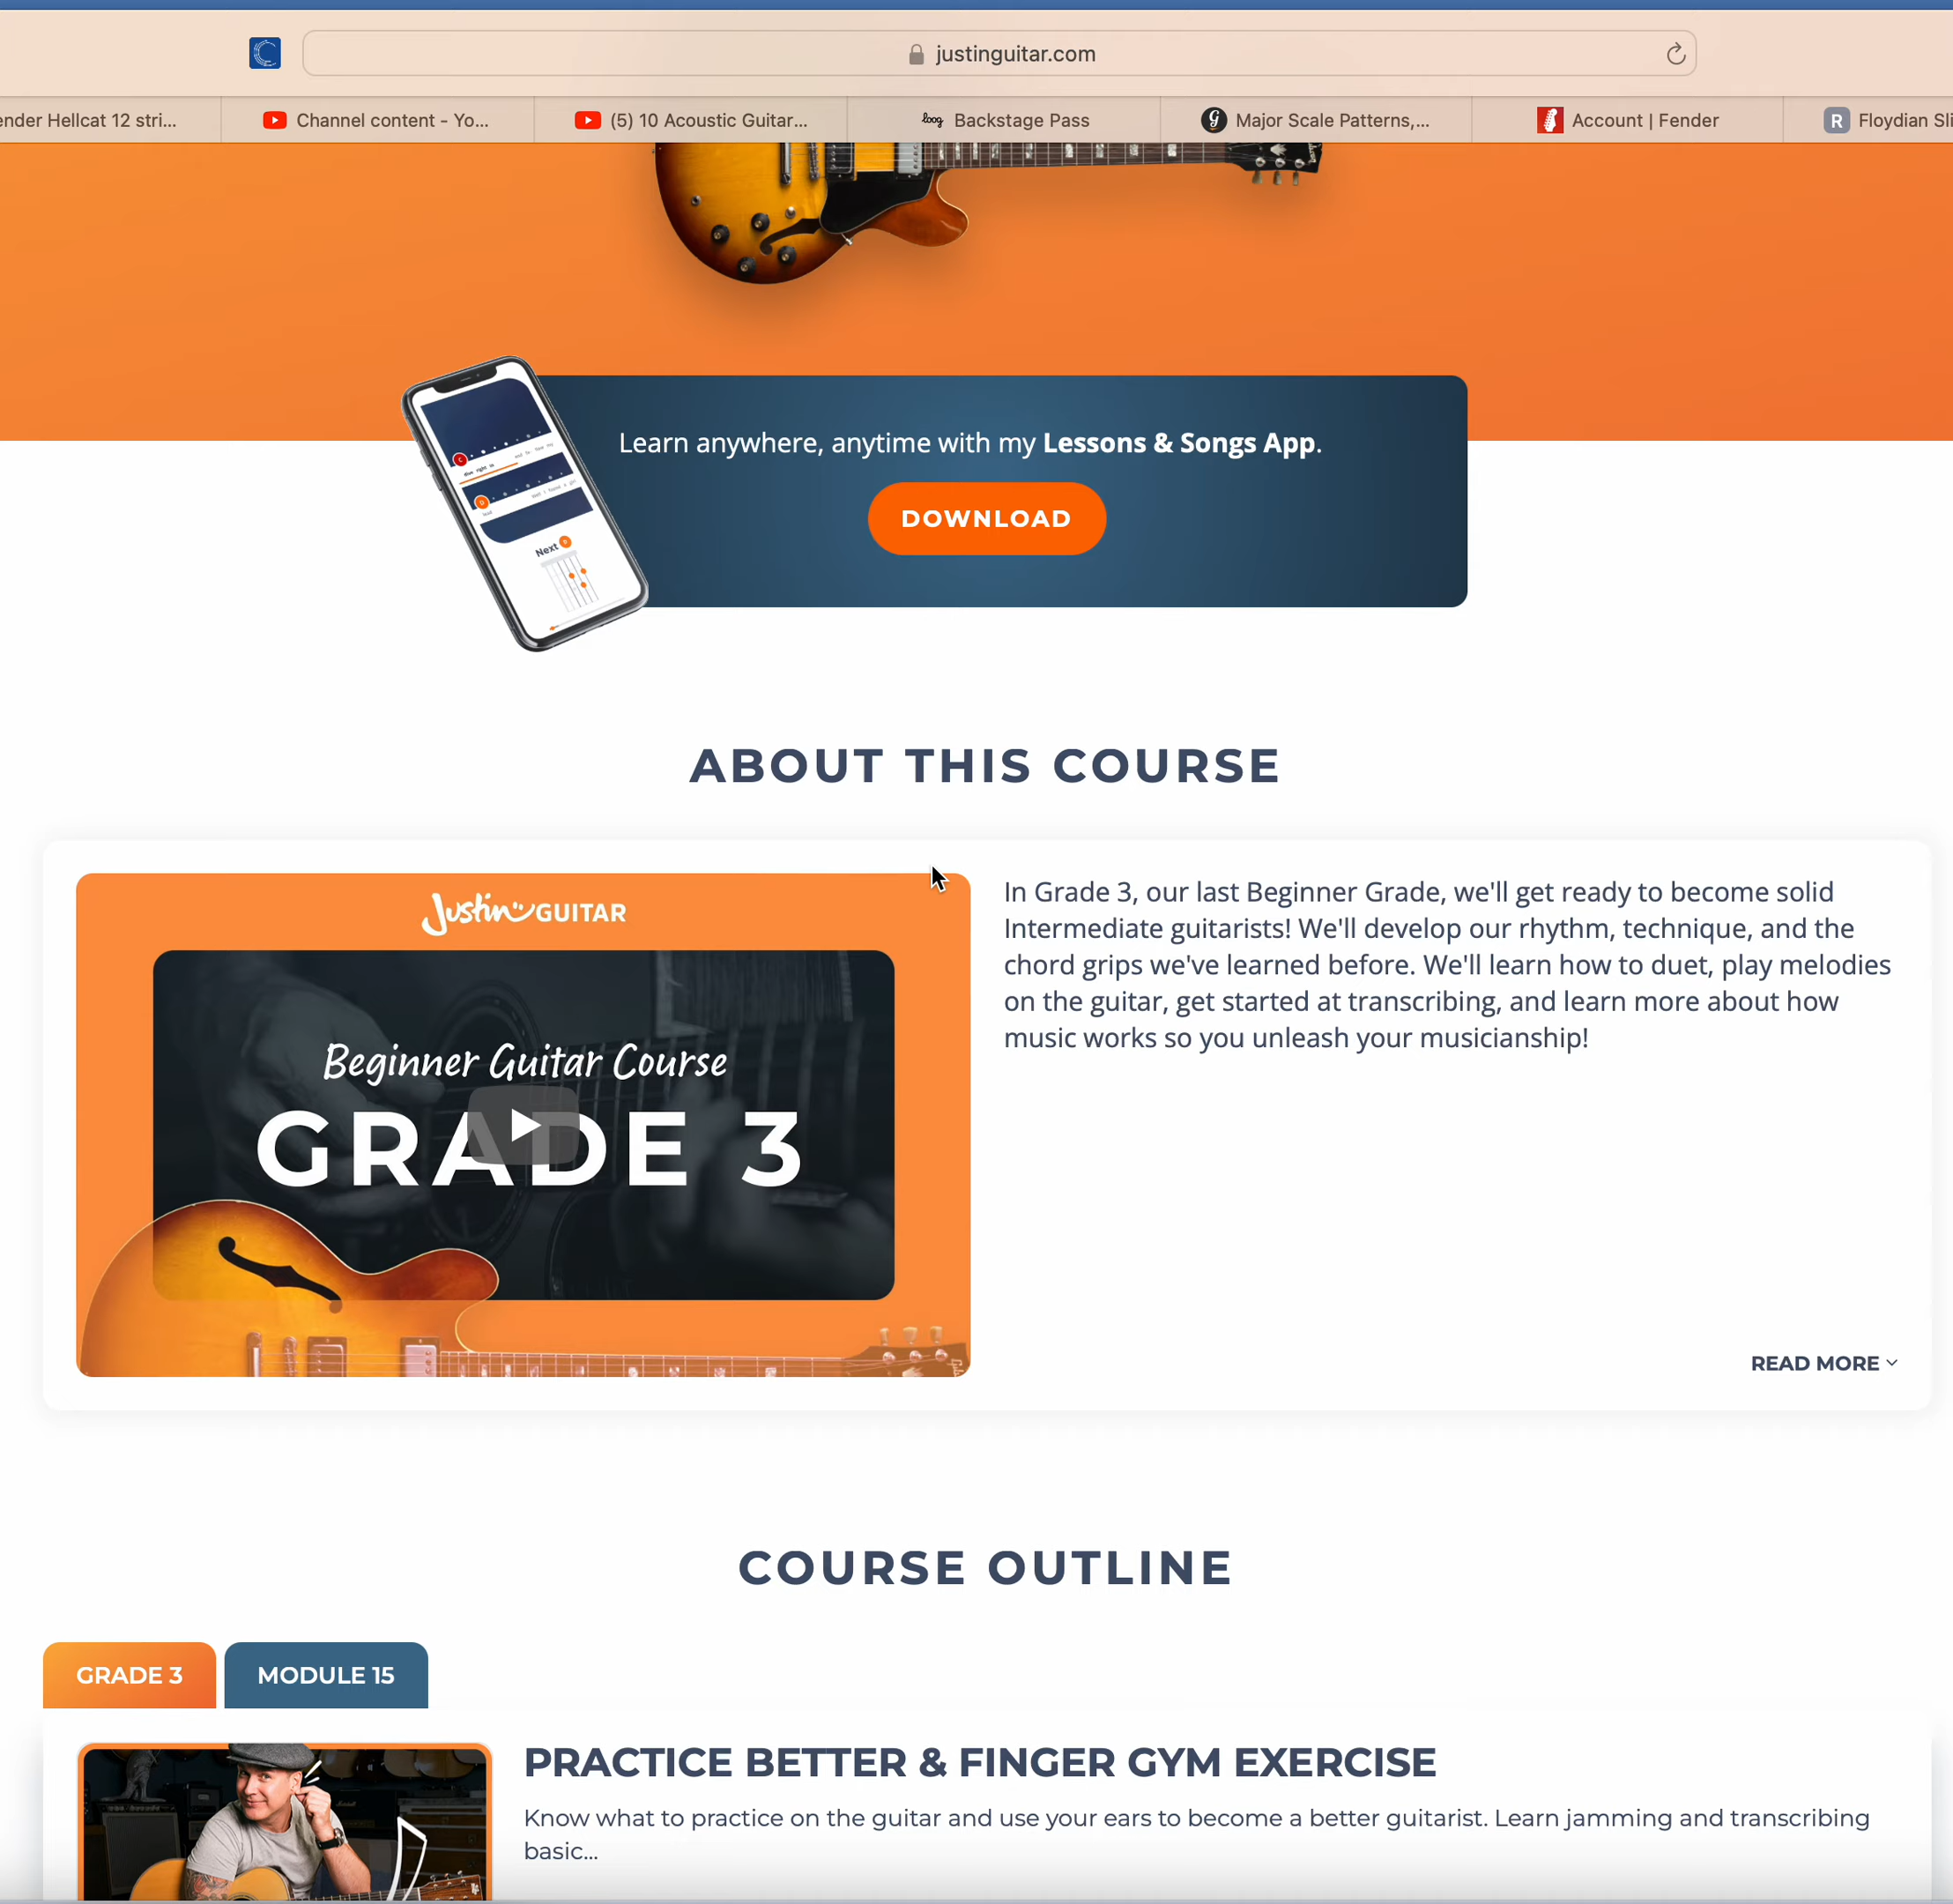 justinguitar.com
ender Hellcat 12 stri...
Channel content - Yo...
(5) 10 Acoustic Guitar...
loog
Backstage Pass
Major Scale Patterns,...
Account | Fender
R
Floydian Sli
Learn anywhere, anytime with my Lessons & Songs App.
DOWNLOAD
Next
ABOUT THIS COURSE
Justin GUITAR
Beginner Guitar Course
GRADE 3
In Grade 3, our last Beginner Grade, we'll get ready to become solid
Intermediate guitarists! We'll develop our rhythm, technique, and the
chord grips we've learned before. We'll learn how to duet, play melodies
on the guitar, get started at transcribing, and learn more about how
music works so you unleash your musicianship!
READ MORE
COURSE OUTLINE
GRADE 3
MODULE 15
PRACTICE BETTER & FINGER GYM EXERCISE
Know what to practice on the guitar and use your ears to become a better guitarist. Learn jamming and transcribing
basic...